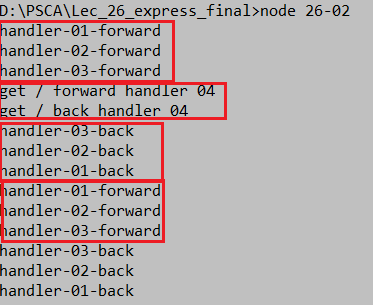 D:\PSCA\Lec_26_express_final>node 26-02
handler-01-forward
handler-02-forward
handler-03-forward
get / forward handler 04
get / back handler 04
handler-03-back
handler-02-back
handler-01-back
handler-01-forward
handler-02-forward
handler-03-forward
handler-03-back
handler-02-back
handler-01-back